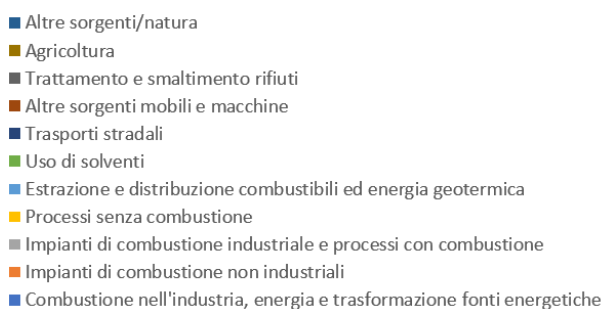 Altre sorgenti/natura
Agricoltura
Trattamento e smaltimento rifiuti
Altre sorgenti mobili e macchine
Trasporti stradali
Uso di solventi
Estrazione e distribuzione combustibili ed energia geotermica
Processi senza combustione
Impianti di combustione industriale e processi con combustione
Impianti di combustione non industriali
Combustione nell'industria, energia e trasformazione fonti energetiche